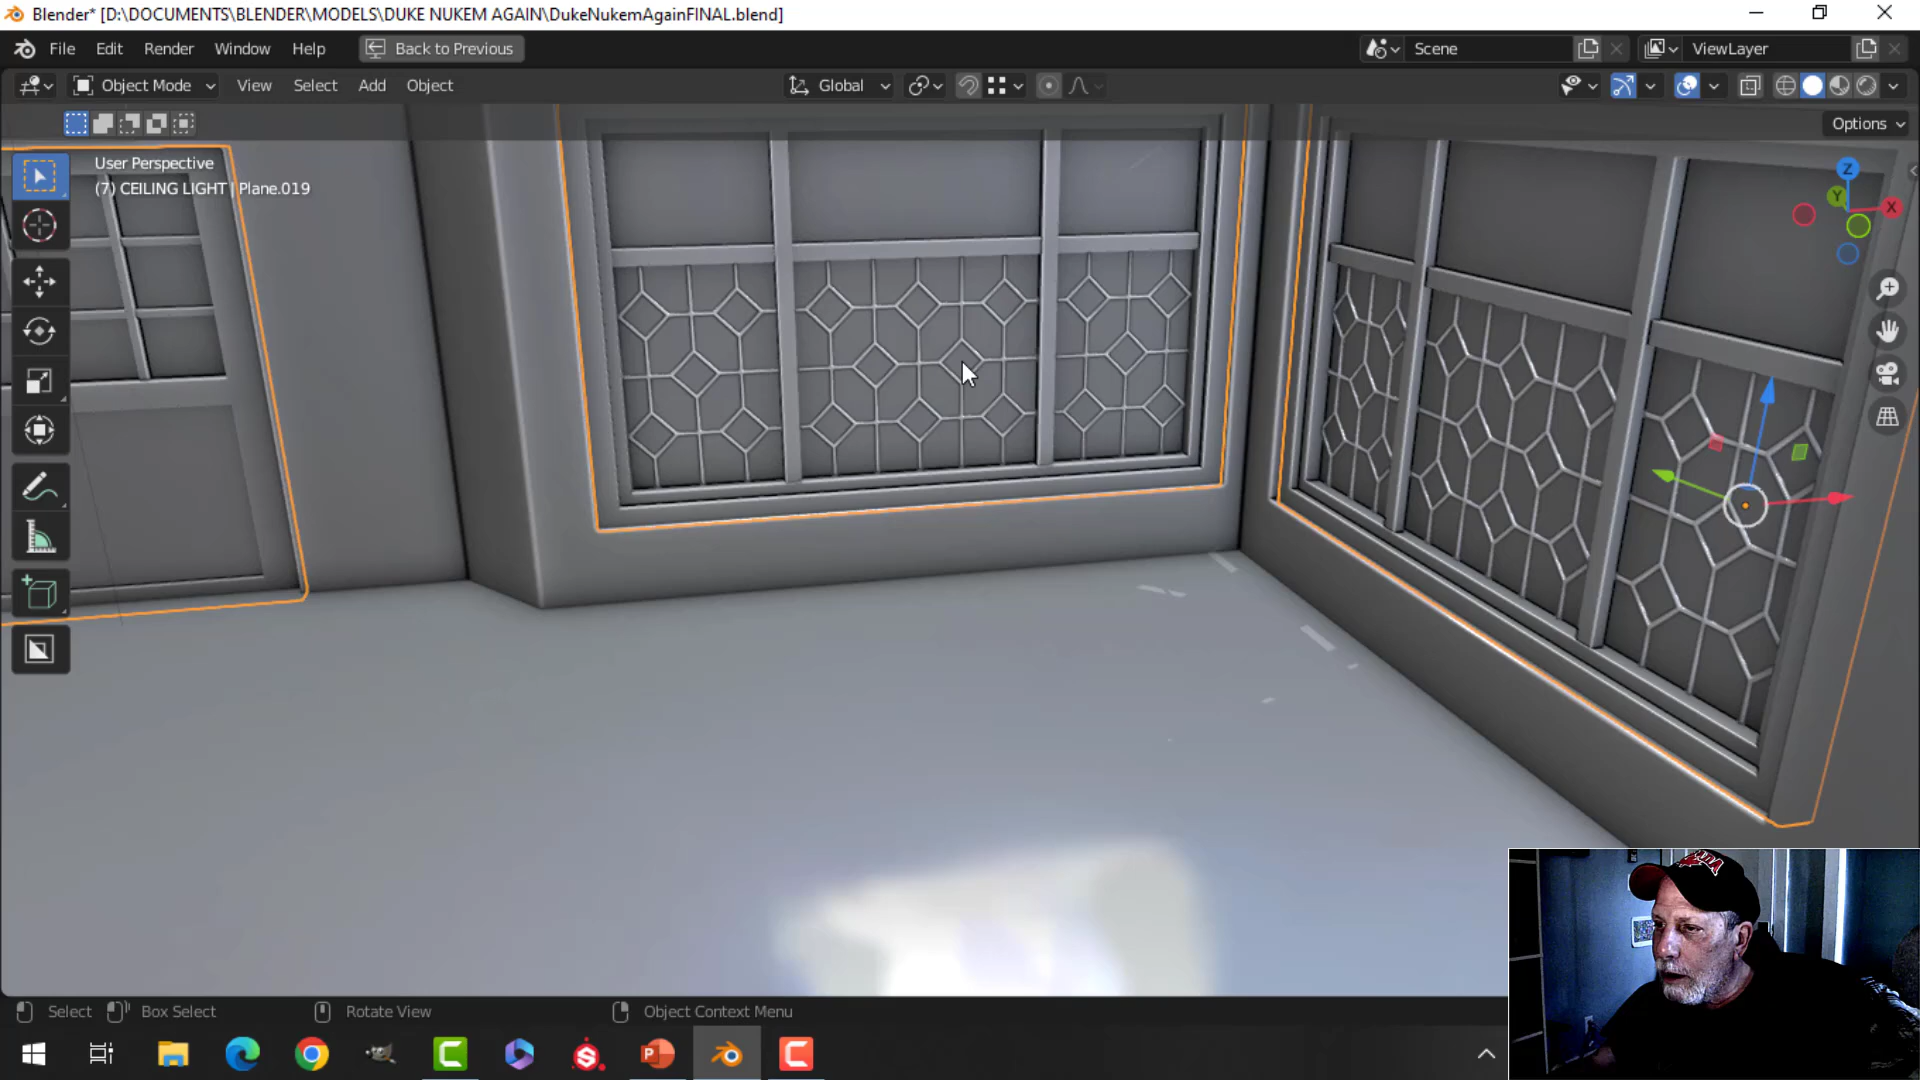 Blender* [D:\DOCUMENTS\BLENDER\MODELS\DUKE NUKEM AGAIN\DukeNukemAgainFINAL.blend]
File Edit Render Window Help Back to Previous Scene ViewLayer
Object Mode View Select Add Object Global
Options
User Perspective
(7) CEILING LIGHT | Plane.019
Z
Y
X
Select Box Select Rotate View Object Context Menu